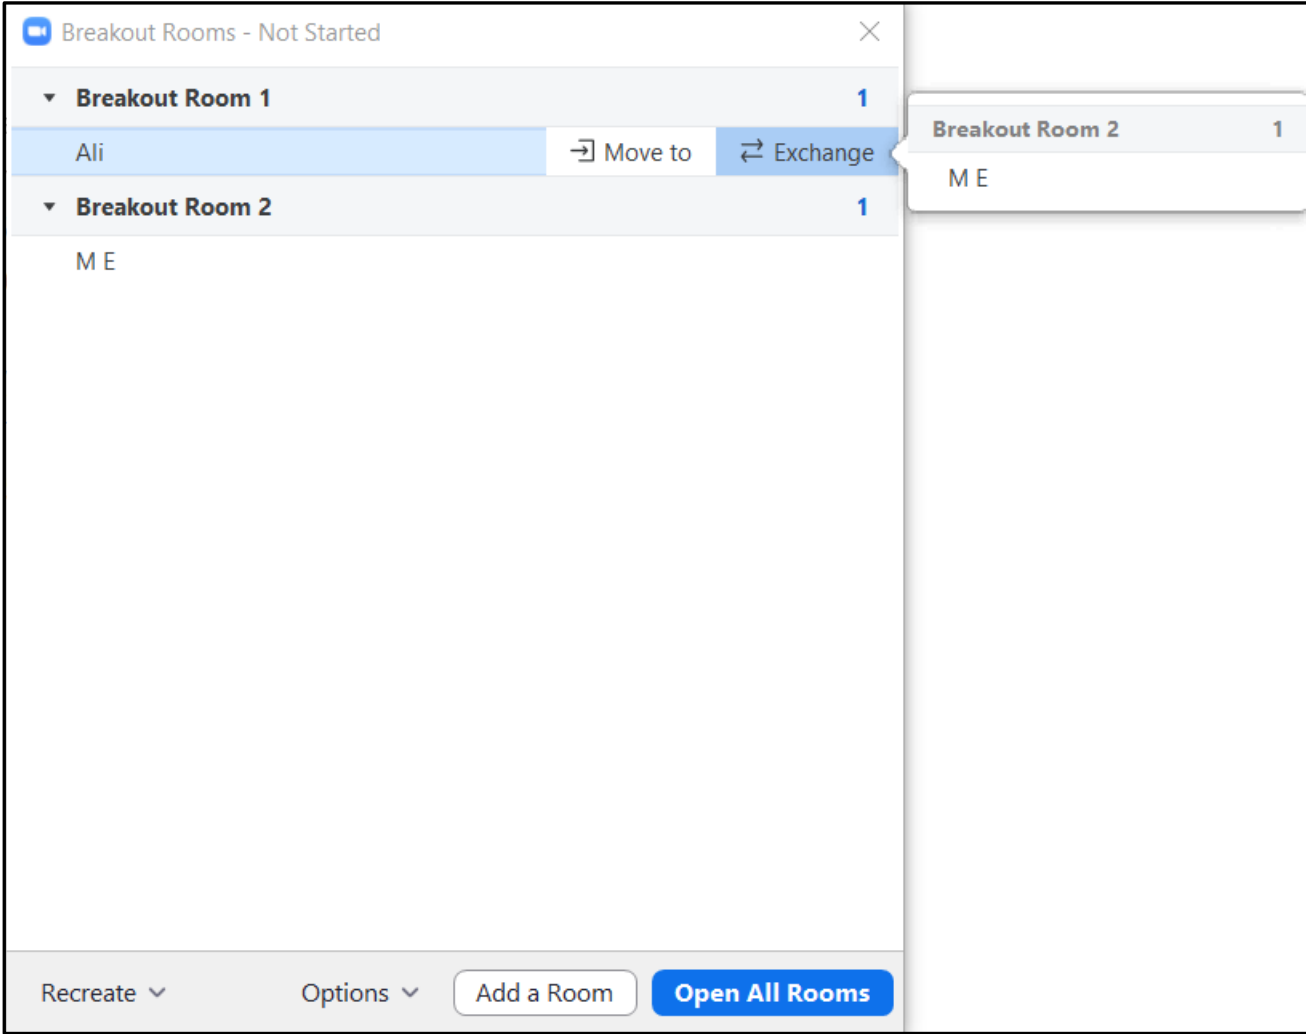 Breakout Rooms - Not Started
Breakout Room 1 1
Ali Move to Exchange
Breakout Room 2 1
M E
Breakout Room 2 1
M E
Recreate Options Add a Room Open All Rooms